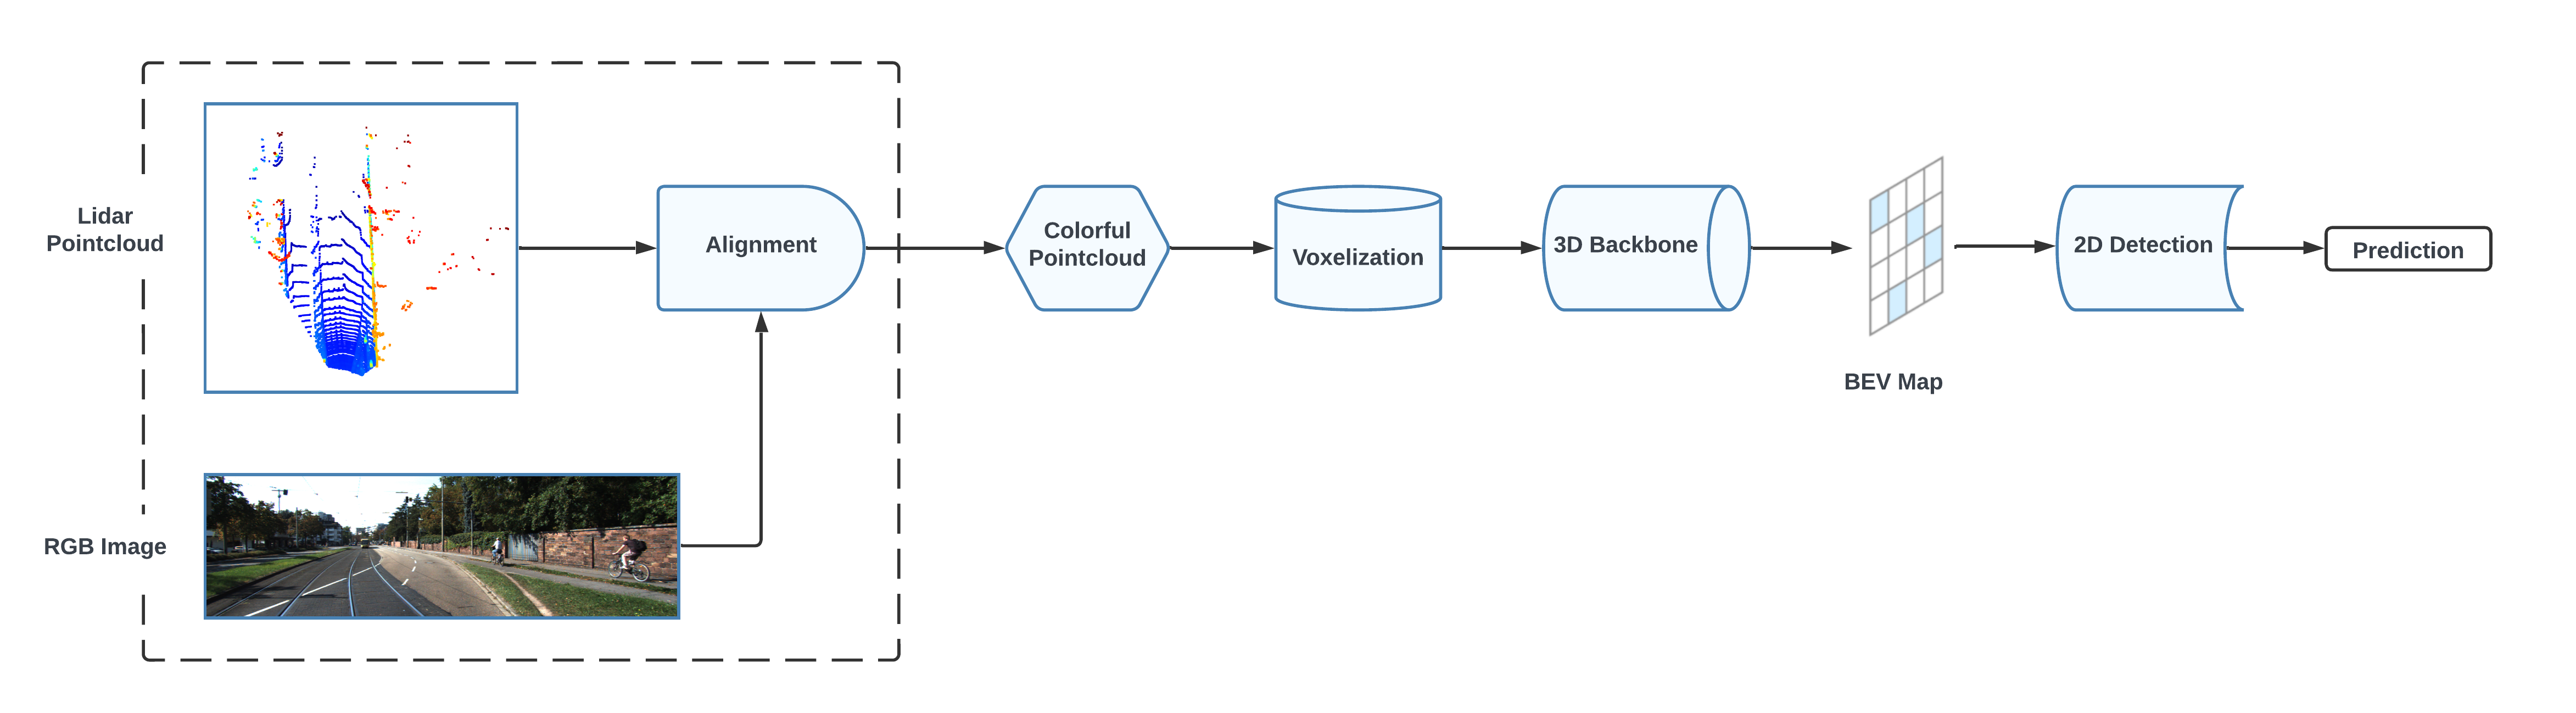 Lidar
Pointcloud
RGB Image
Alignment
Colorful
Pointcloud
Voxelization
3D Backbone
BEV Map
2D Detection
Prediction